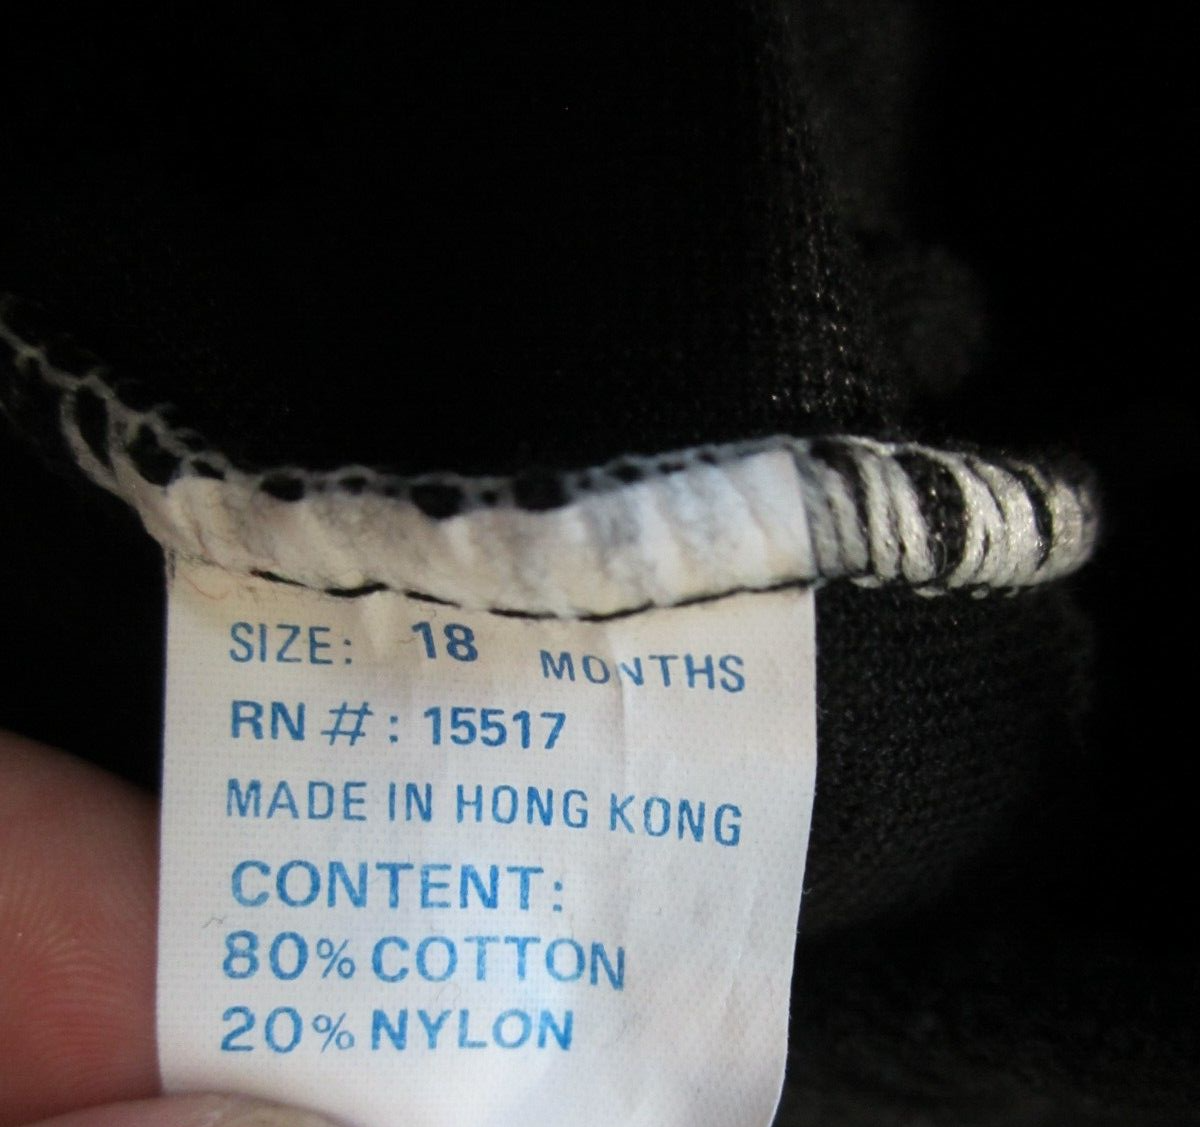 SIZE: 18 MONTHS
RN #: 15517
MADE IN HONG KONG
CONTENT:
80% COTTON
20% NYLON